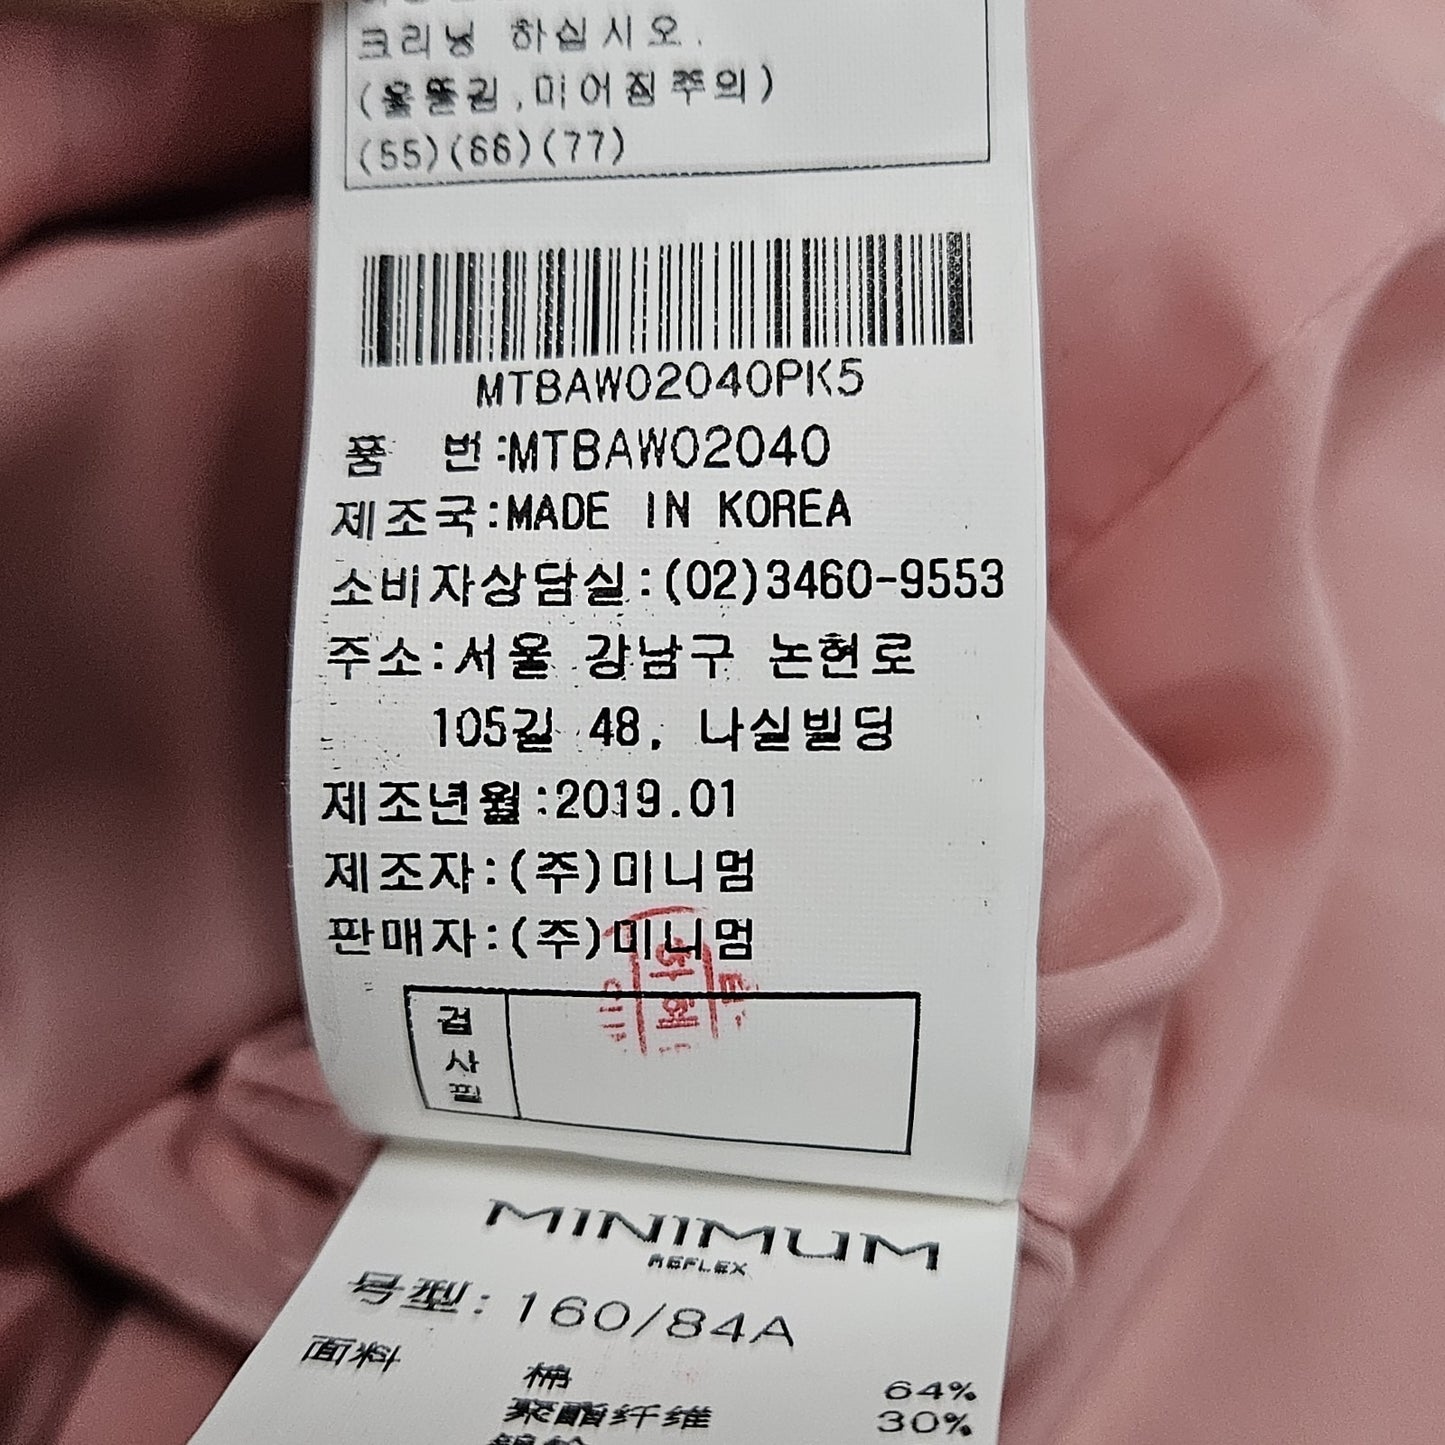 크리닝 하십시오.
(올뜯김,미어짐주의)
(55)(66)(77)
MTBAW02040PK5
품 번:MTBAW02040
제조국:MADE IN KOREA
소비자상담실:(02)3460-9553
주소:서울 강남구 논현로
105길 48, 나실빌딩
제조년월:2019.01
제조자:(주)미니멈
판매자:(주)미니멈
검
사
필
MINIMUM
REFLEX
号型: 160/84A
面料
棉 64%
聚酯纤维 30%